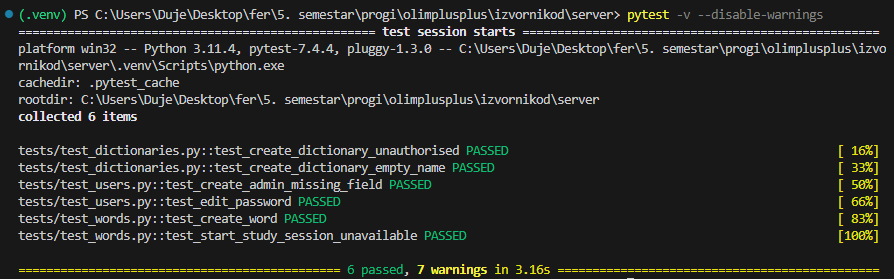 (.venv) PS C:\Users\Duje\Desktop\fer\5. semestar\progi\olimplusplus\izvornikod\server> pytest -v --disable-warnings
================================================== test session starts ==================================================
platform win32 -- Python 3.11.4, pytest-7.4.4, pluggy-1.3.0 -- C:\Users\Duje\Desktop\fer\5. semestar\progi\olimplusplus\izvo
rnikod\server\.venv\Scripts\python.exe
cachedir: .pytest_cache
rootdir: C:\Users\Duje\Desktop\fer\5. semestar\progi\olimplusplus\izvornikod\server
collected 6 items
tests/test_dictionaries.py::test_create_dictionary_unauthorised PASSED [ 16%]
tests/test_dictionaries.py::test_create_dictionary_empty_name PASSED [ 33%]
tests/test_users.py::test_create_admin_missing_field PASSED [ 50%]
tests/test_users.py::test_edit_password PASSED [ 66%]
tests/test_words.py::test_create_word PASSED [ 83%]
tests/test_words.py::test_start_study_session_unavailable PASSED [100%]
============================================= 6 passed, 7 warnings in 3.16s =============================================